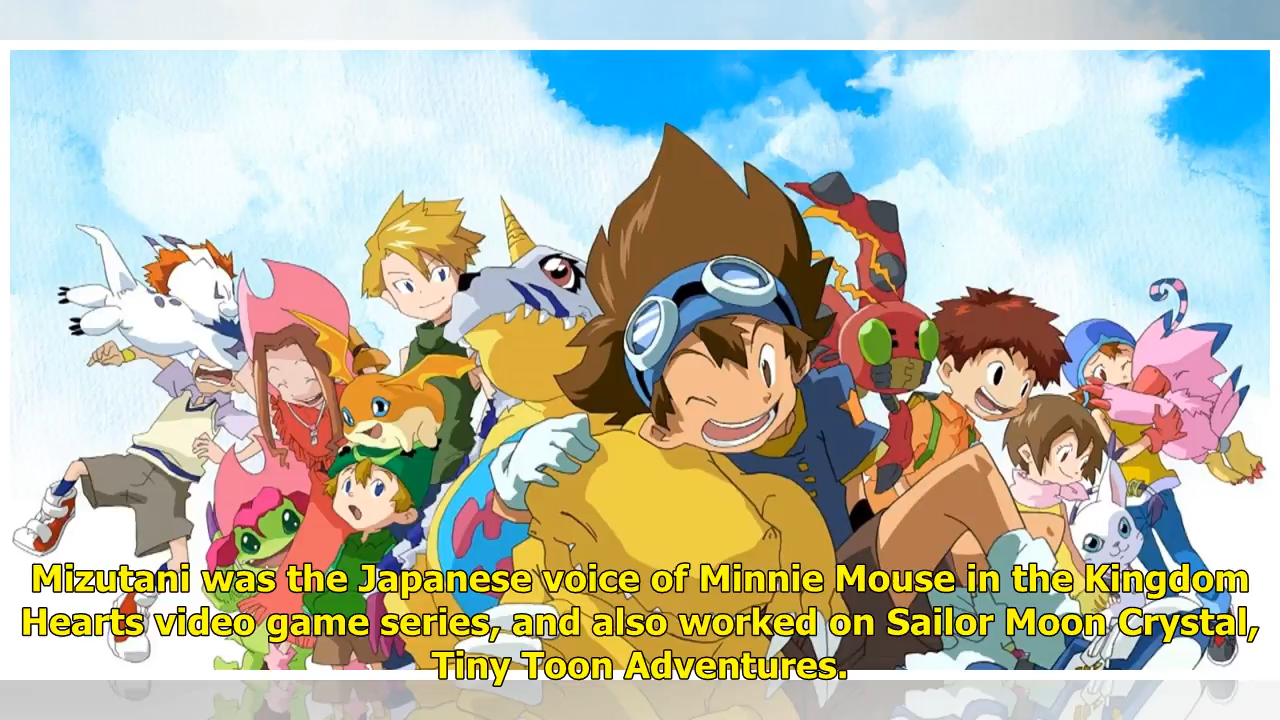 Mizutani was the Japanese voice of Minnie Mouse in the Kingdom
Hearts video game series, and also worked on Sailor Moon Crystal,
Tiny Toon Adventures.